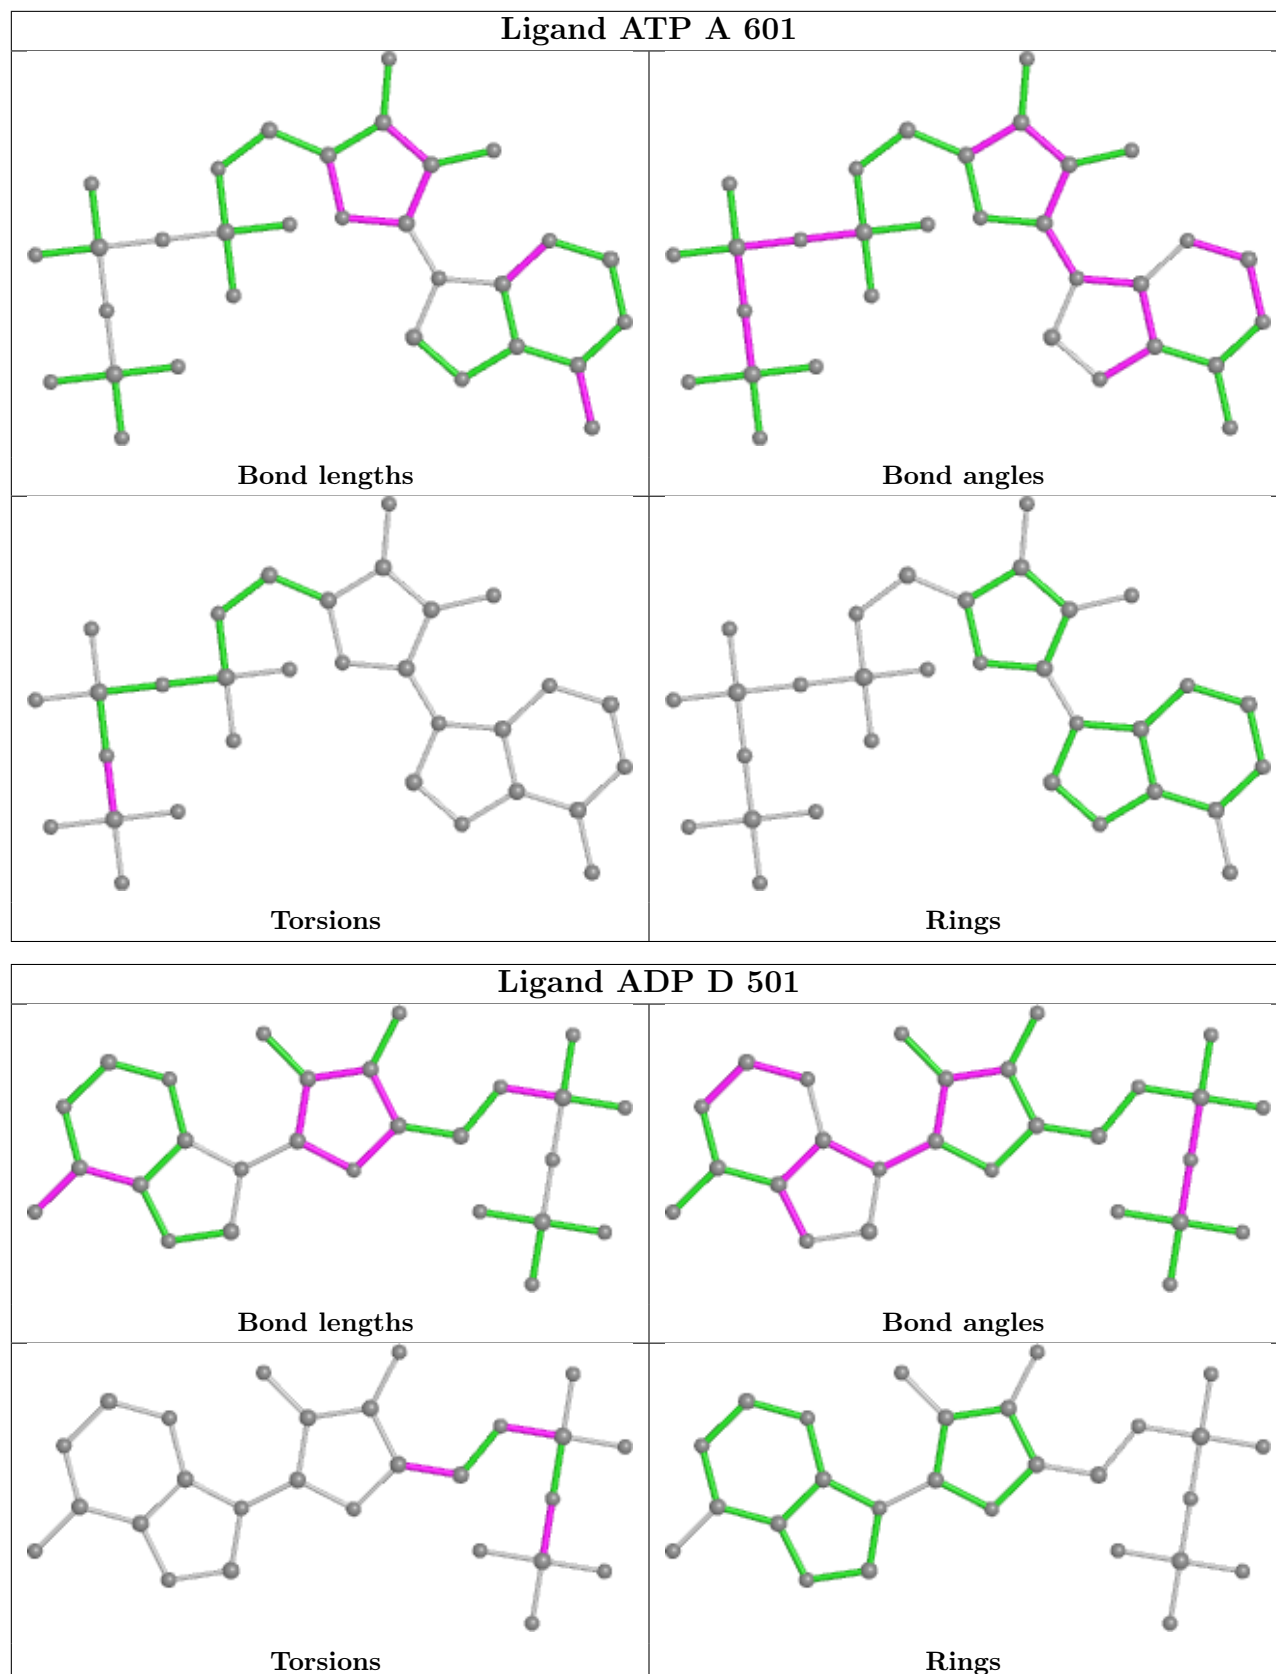 Ligand ATP A 601
Bond lengths
Bond angles
Torsions
Rings
Ligand ADP D 501
Bond lengths
Bond angles
Torsions
Rings